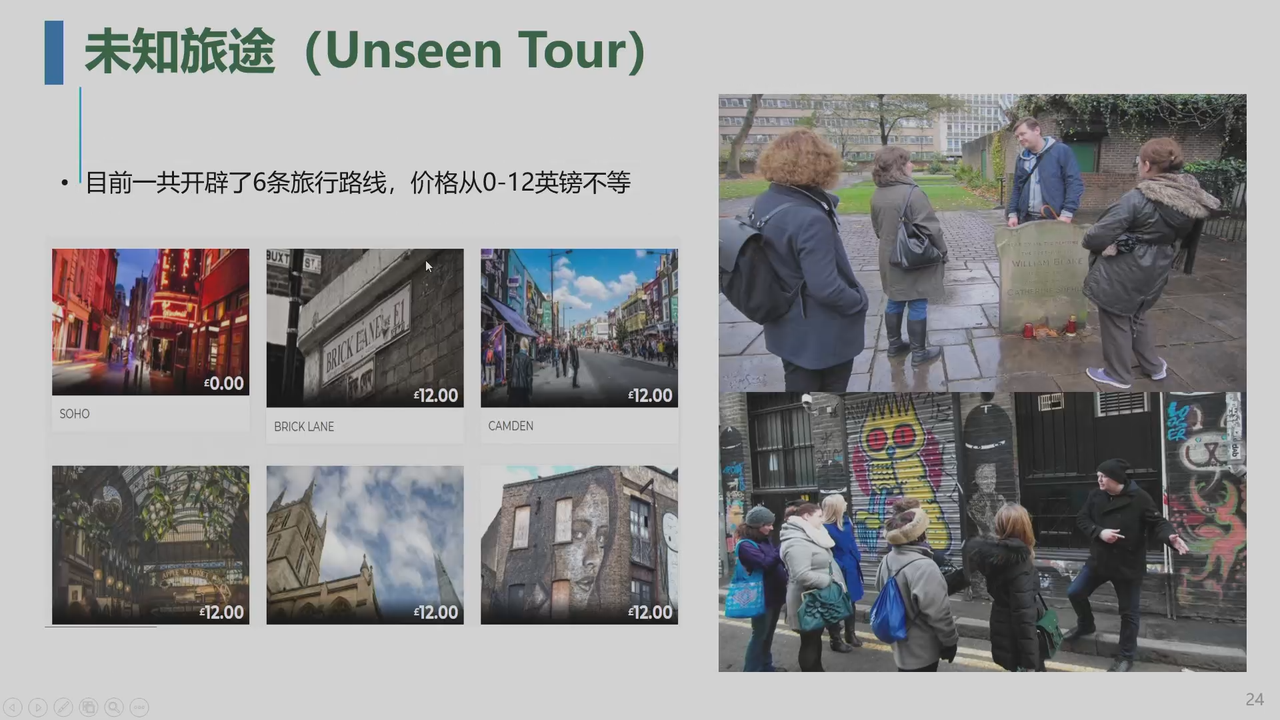 未知旅途（Unseen Tour）
• 目前一共开辟了6条旅行路线，价格从0-12英镑不等
£0.00
SOHO
BUXT
ST.
BRICK LANE E1
£12.00
BRICK LANE
£12.00
CAMDEN
£12.00
£12.00
£12.00
WILLIAM BLAKE
24